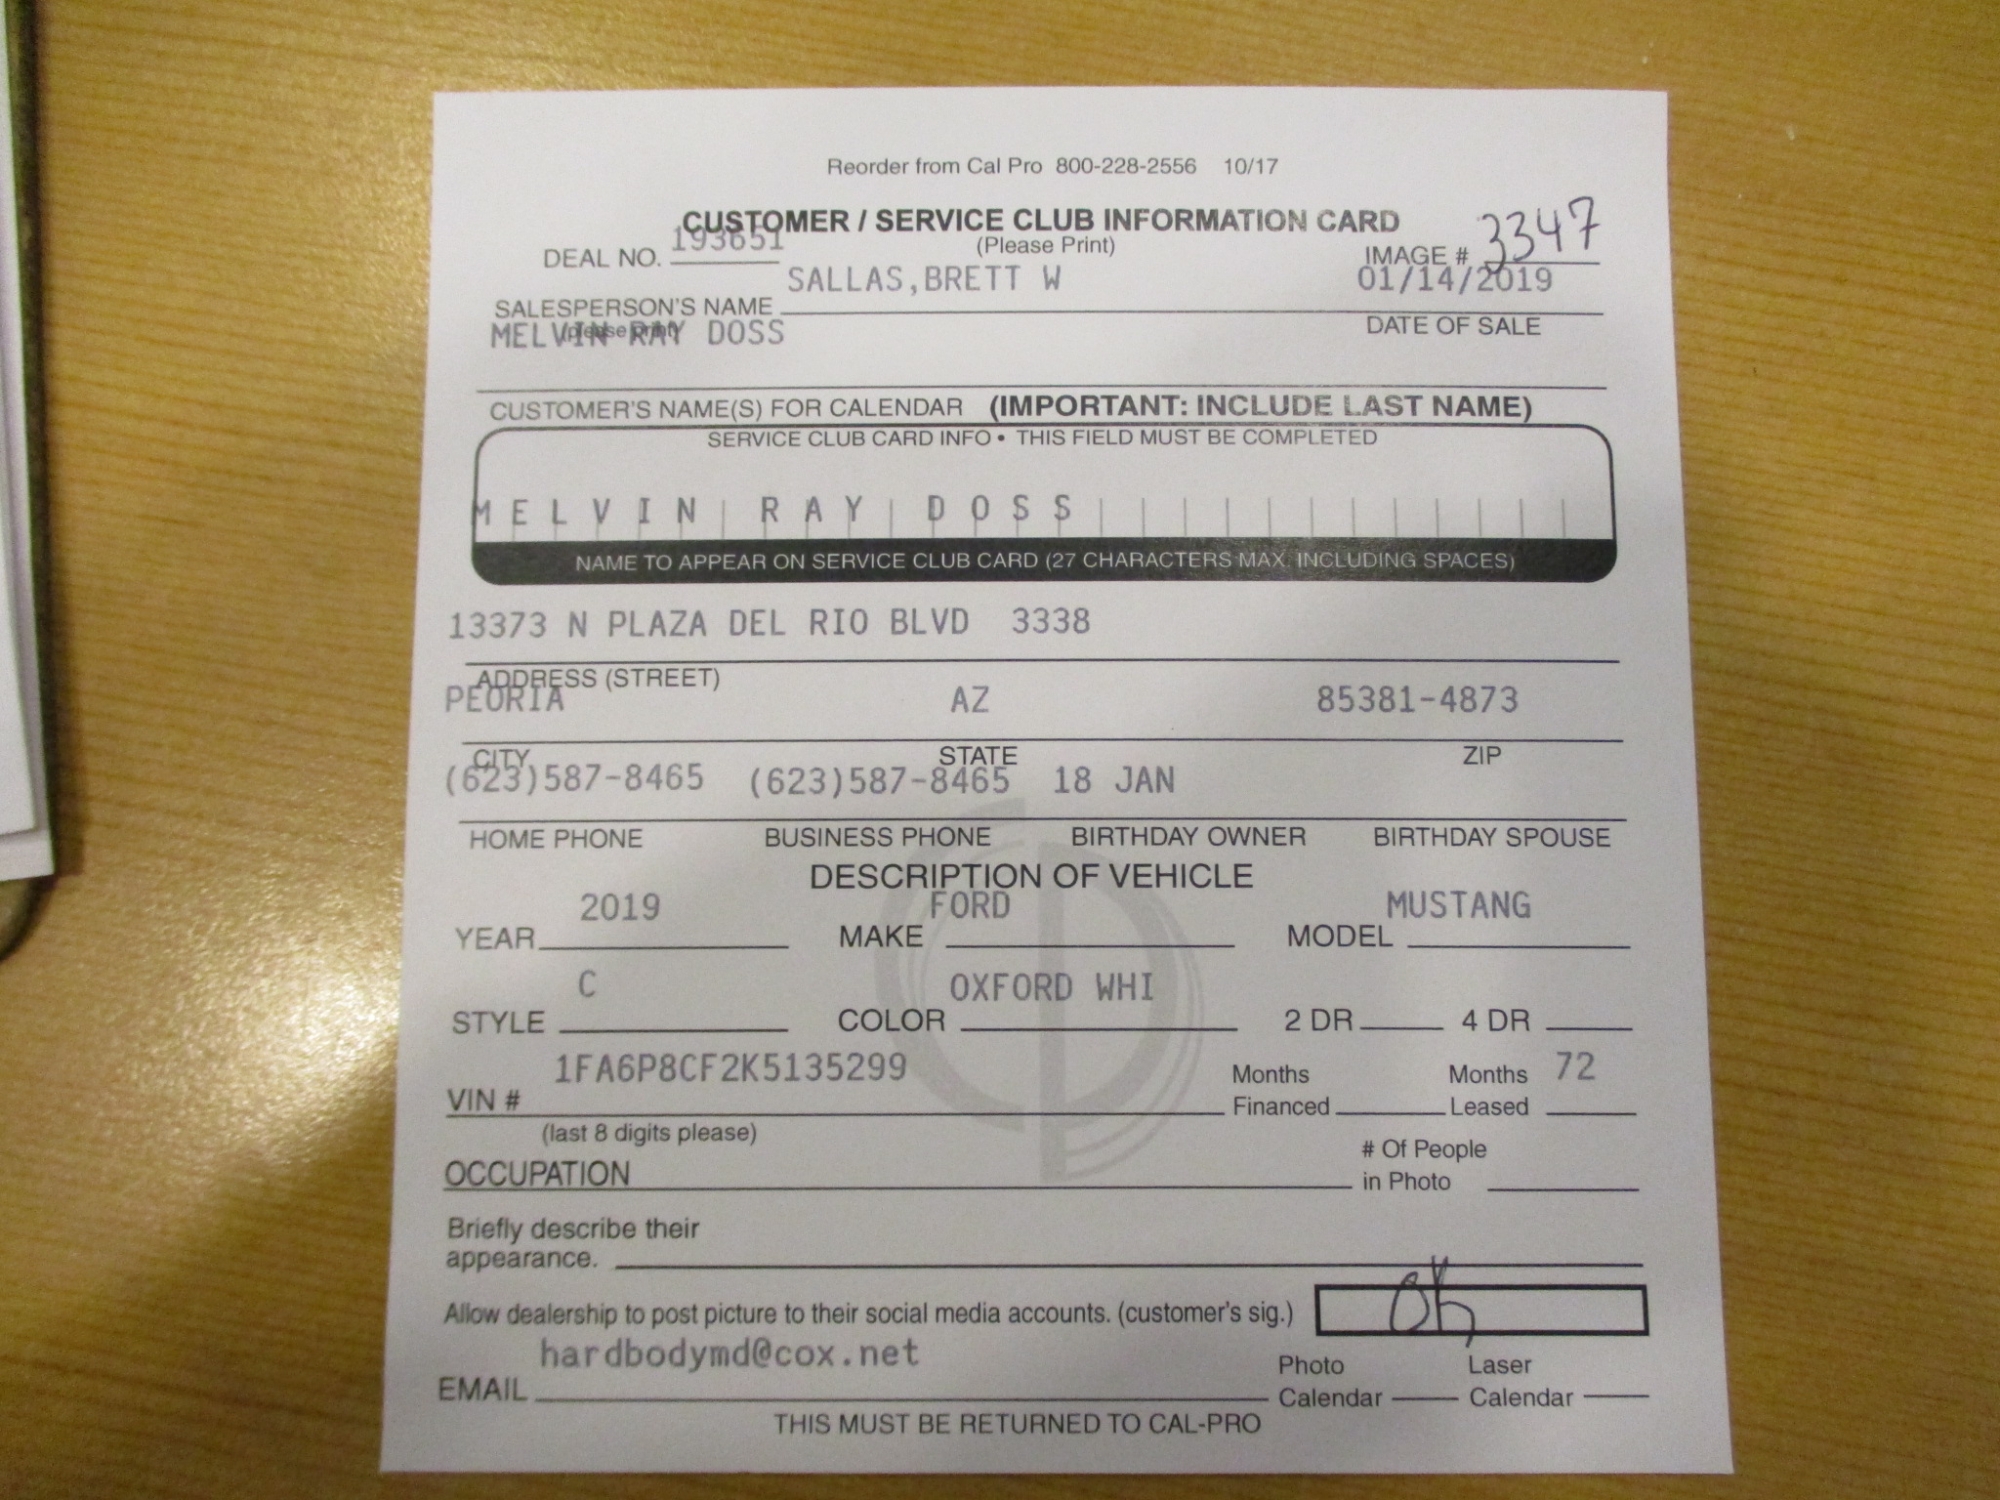 Reorder from Cal Pro 800-228-2556 10/17
CUSTOMER / SERVICE CLUB INFORMATION CARD
(Please Print)
DEAL NO. 193651
IMAGE # 3347
SALESPERSON'S NAME SALLAS,BRETT W
(please print)
01/14/2019
DATE OF SALE
MELVIN RAY DOSS
CUSTOMER'S NAME(S) FOR CALENDAR (IMPORTANT: INCLUDE LAST NAME)
SERVICE CLUB CARD INFO • THIS FIELD MUST BE COMPLETED
MELVIN RAY DOSS
NAME TO APPEAR ON SERVICE CLUB CARD (27 CHARACTERS MAX. INCLUDING SPACES)
13373 N PLAZA DEL RIO BLVD 3338
ADDRESS (STREET)
PEORIA AZ 85381-4873
CITY STATE ZIP
(623)587-8465 (623)587-8465 18 JAN
HOME PHONE BUSINESS PHONE BIRTHDAY OWNER BIRTHDAY SPOUSE
DESCRIPTION OF VEHICLE
YEAR 2019 MAKE FORD MODEL MUSTANG
STYLE C COLOR OXFORD WHI 2 DR 4 DR
VIN # 1FA6P8CF2K5135299 Months Financed Months Leased 72
(last 8 digits please)
OCCUPATION # Of People in Photo
Briefly describe their
appearance.
Allow dealership to post picture to their social media accounts. (customer's sig.) OK
EMAIL hardbodymd@cox.net Photo Calendar Laser Calendar
THIS MUST BE RETURNED TO CAL-PRO